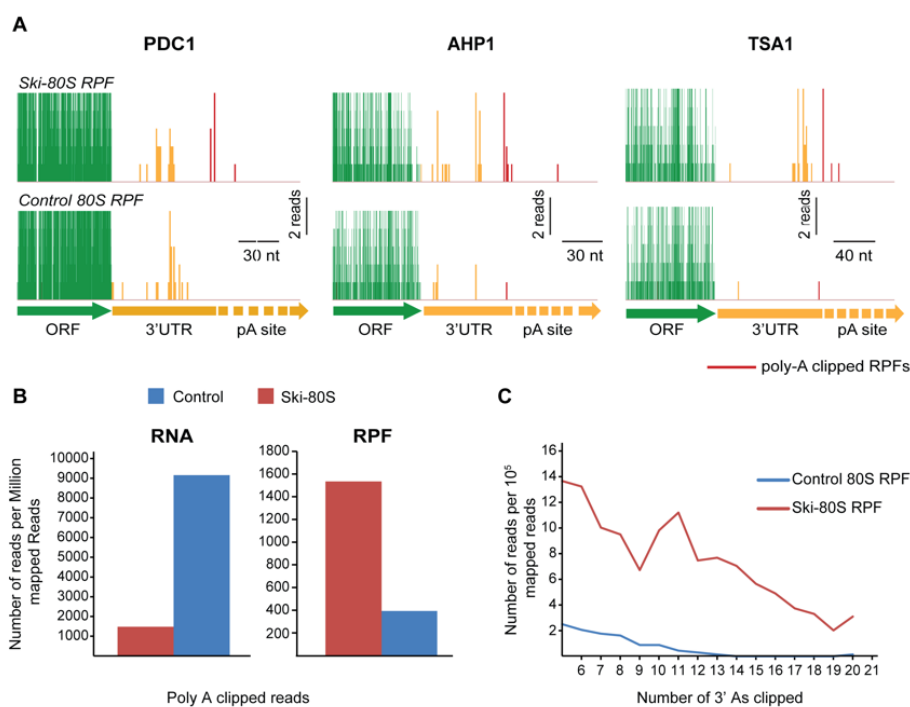 A
PDC1
AHP1
TSA1
Ski-80S RPF
Control 80S RPF
2 reads
30 nt
2 reads
30 nt
2 reads
40 nt
ORF
3'UTR
pA site
ORF
3'UTR
pA site
ORF
3'UTR
pA site
poly-A clipped RPFs
B
Control
Ski-80S
RNA
RPF
Number of reads per Million
mapped Reads
10000
9000
8000
7000
6000
5000
4000
3000
2000
1000
1800
1600
1400
1200
1000
800
600
400
200
Poly A clipped reads
C
Number of reads per 10⁵
mapped reads
16
14
12
10
8
6
4
2
Control 80S RPF
Ski-80S RPF
6 7 8 9 10 11 12 13 14 15 16 17 18 19 20 21
Number of 3' As clipped